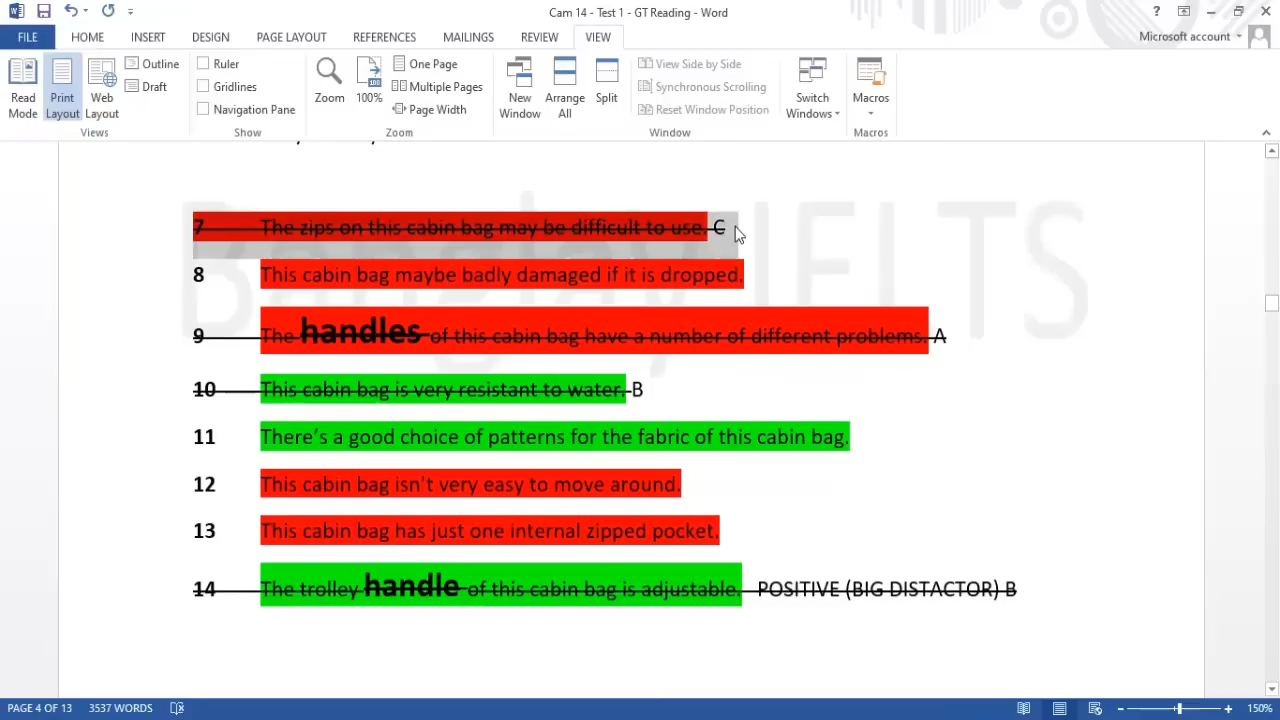 Cam 14 - Test 1 - GT Reading - Word
FILE HOME INSERT DESIGN PAGE LAYOUT REFERENCES MAILINGS REVIEW VIEW Microsoft account
Read Mode
Print Layout
Web Layout
Outline
Draft
Views
Ruler
Gridlines
Navigation Pane
Show
Zoom
100%
One Page
Multiple Pages
Page Width
Zoom
New Window
Arrange All
Split
View Side by Side
Synchronous Scrolling
Reset Window Position
Window
Switch Windows
Macros
Macros
Banglay IELTS
7 The zips on this cabin bag may be difficult to use. C
8 This cabin bag maybe badly damaged if it is dropped.
9 The handles of this cabin bag have a number of different problems. A
10 This cabin bag is very resistant to water. B
11 There's a good choice of patterns for the fabric of this cabin bag.
12 This cabin bag isn't very easy to move around.
13 This cabin bag has just one internal zipped pocket.
14 The trolley handle of this cabin bag is adjustable. POSITIVE (BIG DISTACTOR) B
PAGE 4 OF 13 3537 WORDS 150%